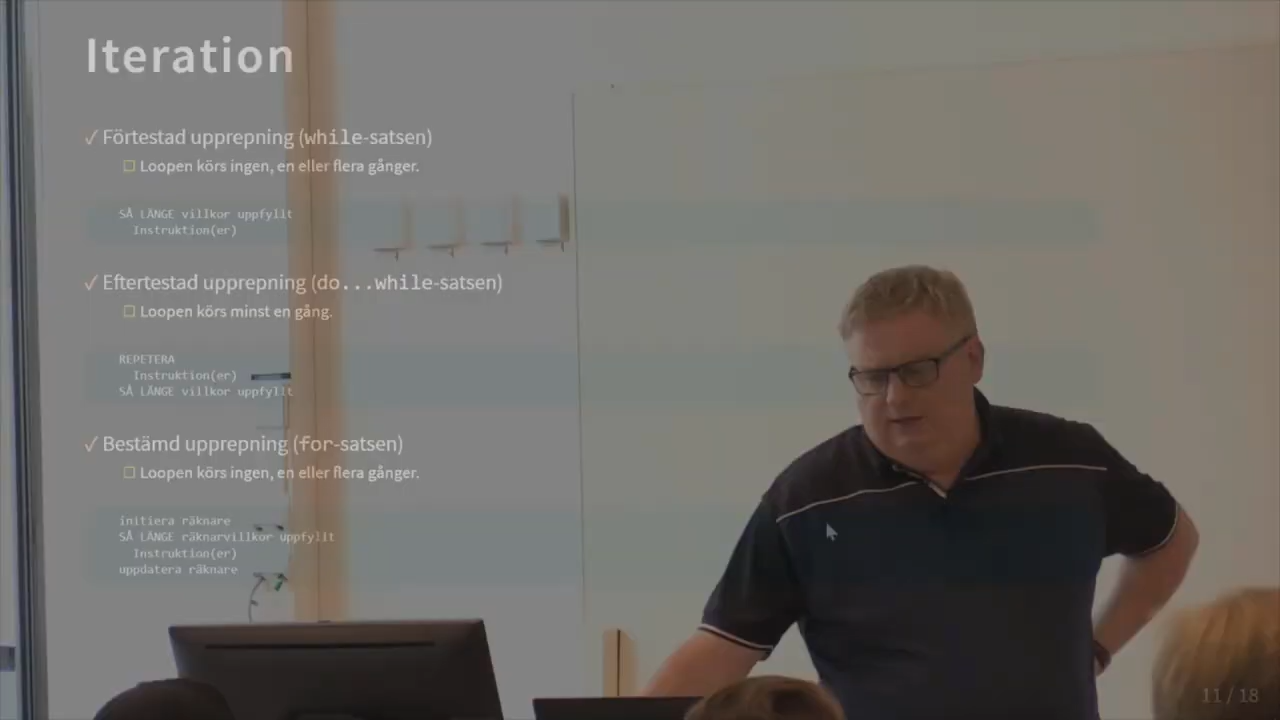 Iteration
✓ Förtestad upprepning (while-satsen)
☐ Loopen körs ingen, en eller flera gånger.
SÅ LÄNGE villkor uppfyllt
Instruktion(er)
✓ Eftertestad upprepning (do...while-satsen)
☐ Loopen körs minst en gång.
REPETERA
Instruktion(er)
SÅ LÄNGE villkor uppfyllt
✓ Bestämd upprepning (for-satsen)
☐ Loopen körs ingen, en eller flera gånger.
initiera räknare
SÅ LÄNGE räknarvillkor uppfyllt
Instruktion(er)
uppdatera räknare
11 / 18